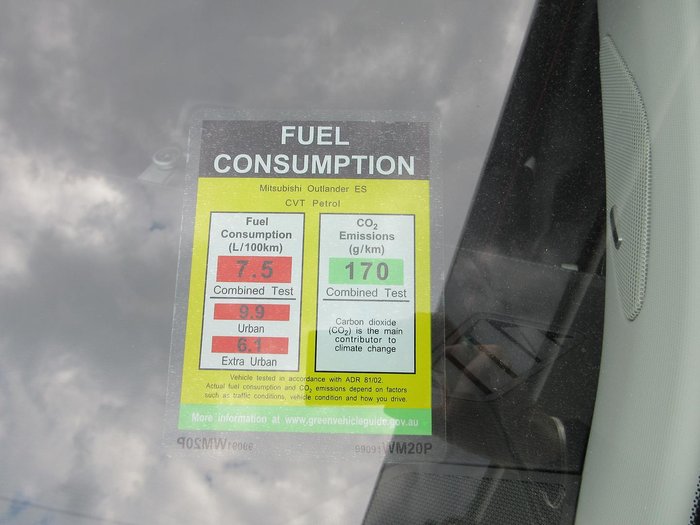 FUEL
CONSUMPTION
Mitsubishi Outlander ES
CVT Petrol
Fuel
Consumption
(L/100km)
7.5
Combined Test
9.9
Urban
6.1
Extra Urban
CO₂
Emissions
(g/km)
170
Combined Test
Carbon dioxide
(CO₂) is the main
contributor to
climate change
Vehicle tested in accordance with ADR 81/02.
Actual fuel consumption and CO₂ emissions depend on factors
such as traffic conditions, vehicle condition and how you drive.
More information at www.greenvehicleguide.gov.au
WM20P